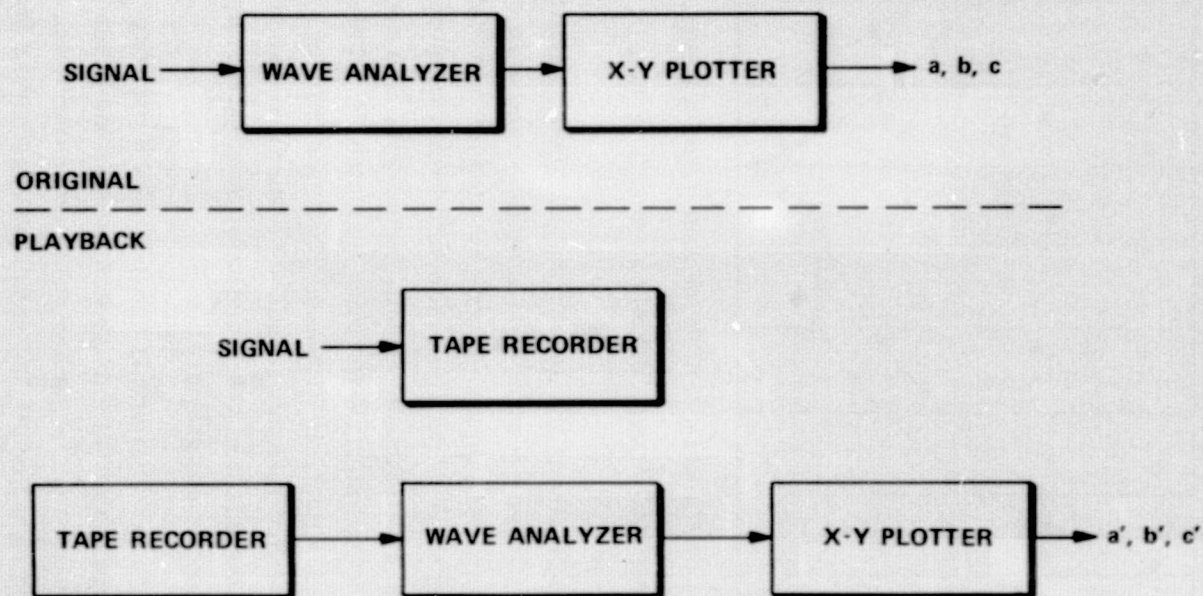 SIGNAL WAVE ANALYZER X-Y PLOTTER a, b, c
ORIGINAL
PLAYBACK
SIGNAL TAPE RECORDER
TAPE RECORDER WAVE ANALYZER X-Y PLOTTER a′, b′, c′